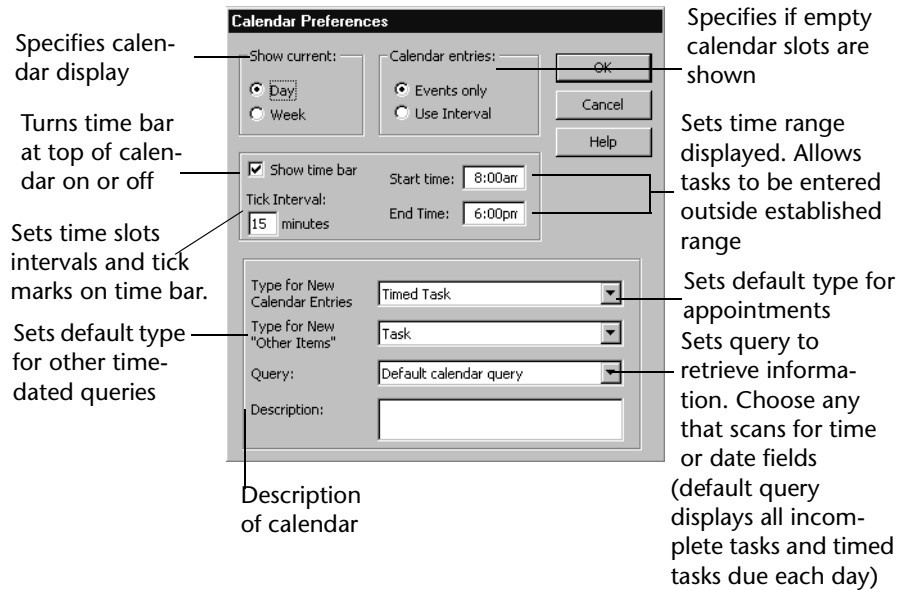 Calendar Preferences
Specifies calen-
dar display
Show current:
Day
Week
Calendar entries:
Events only
Use Interval
OK
Cancel
Help
Specifies if empty
calendar slots are
shown
Turns time bar
at top of calen-
dar on or off
Show time bar
Tick Interval:
15 minutes
Start time: 8:00am
End Time: 6:00pm
Sets time range
displayed. Allows
tasks to be entered
outside established
range
Sets time slots
intervals and tick
marks on time bar.
Type for New
Calendar Entries
Timed Task
Sets default type for
appointments
Sets default type
for other time-
dated queries
Type for New
"Other Items"
Task
Query:
Default calendar query
Description:
Sets query to
retrieve informa-
tion. Choose any
that scans for time
or date fields
(default query
displays all incom-
plete tasks and timed
tasks due each day)
Description
of calendar